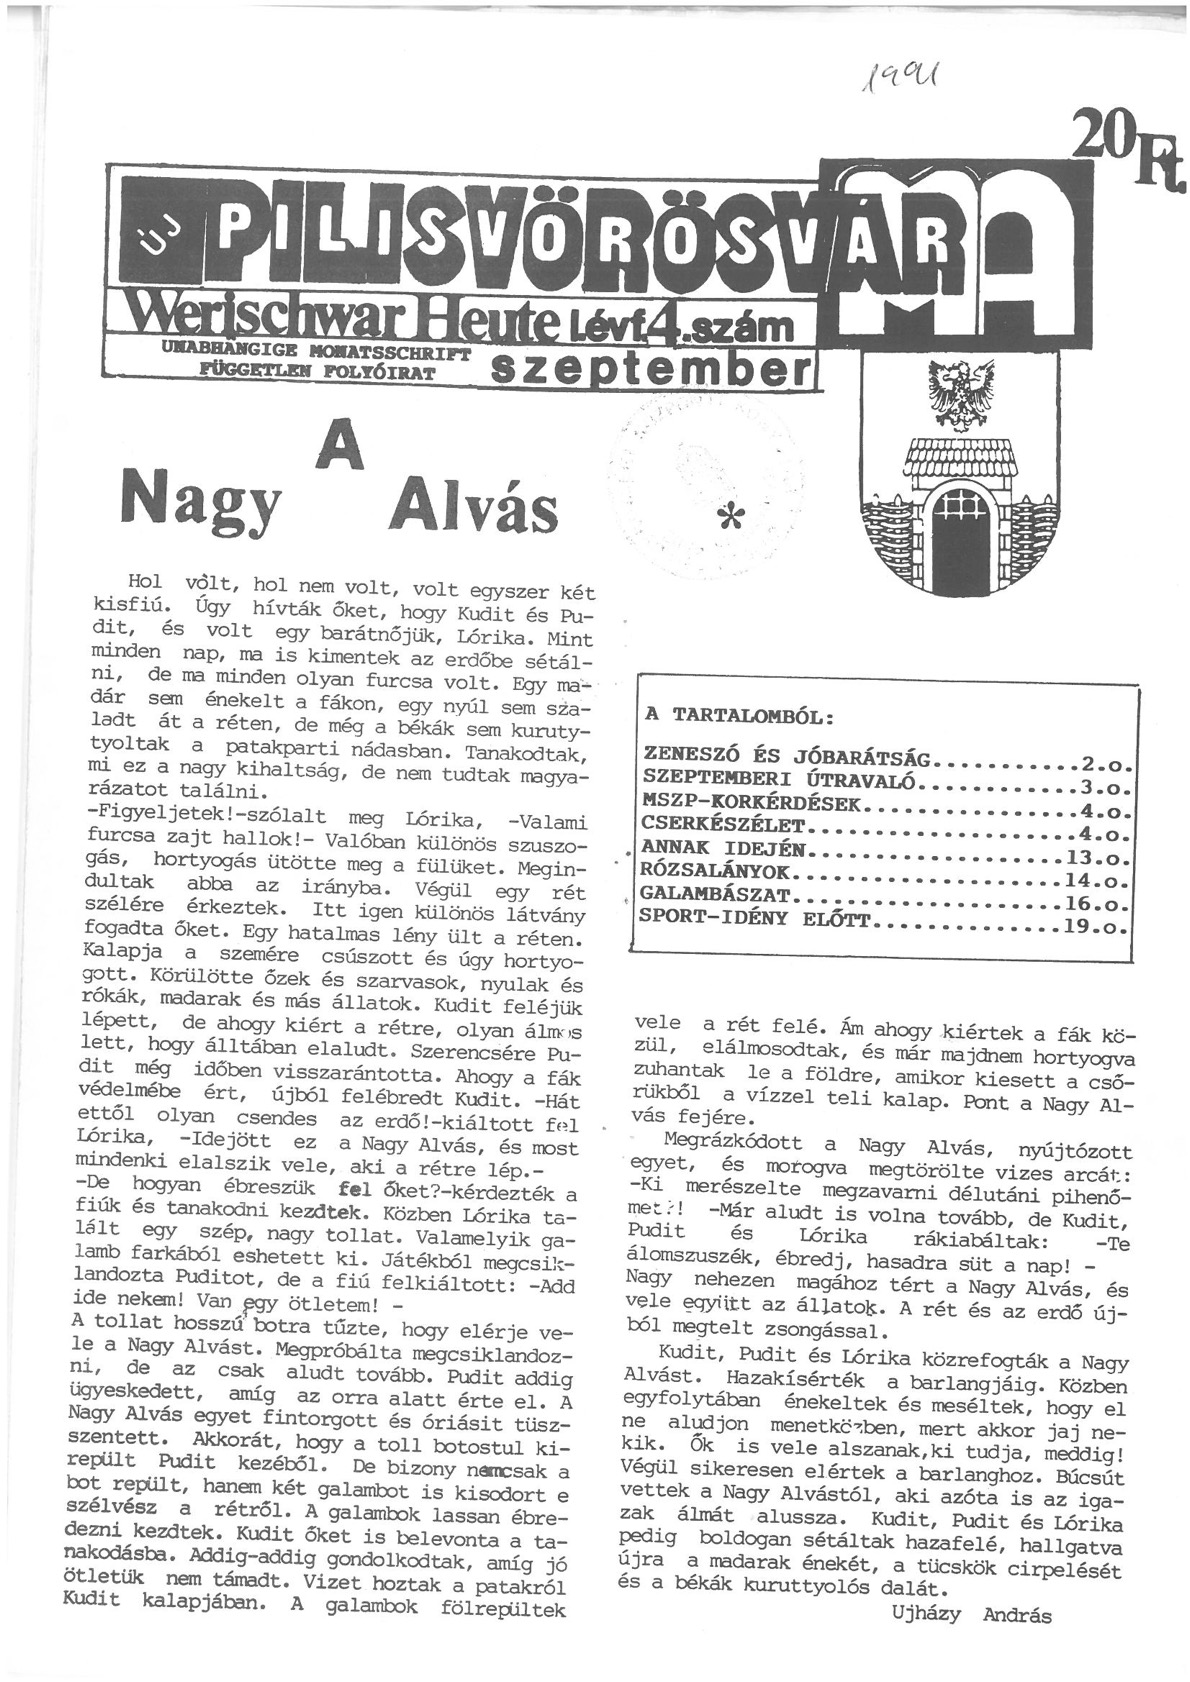 1991
20Ft
ÚJ PILISVÖRÖSVÁR MA
Werischwar Heute I.évf.4.szám
UNABHÄNGIGE MONATSSCHRIFT
FÜGGETLEN FOLYÓIRAT
szeptember
A
Nagy Alvás
*
Hol volt, hol nem volt, volt egyszer két
kisfiú. Úgy hívták őket, hogy Kudit és Pu-
dit, és volt egy barátnőjük, Lórika. Mint
minden nap, ma is kimentek az erdőbe sétál-
ni, de ma minden olyan furcsa volt. Egy ma-
dár sem énekelt a fákon, egy nyúl sem sza-
ladt át a réten, de még a békák sem kuruty-
tyoltak a patakparti nádasban. Tanakodtak,
mi ez a nagy kihaltság, de nem tudtak magya-
rázatot találni.
-Figyeljetek!-szólalt meg Lórika, -Valami
furcsa zajt hallok!- Valóban különös szuszo-
gás, hortyogás ütötte meg a fülüket. Megin-
dultak abba az irányba. Végül egy rét
szélére érkeztek. Itt igen különös látvány
fogadta őket. Egy hatalmas lény ült a réten.
Kalapja a szemére csúszott és úgy hortyo-
gott. Körülötte őzek és szarvasok, nyulak és
rókák, madarak és más állatok. Kudit feléjük
lépett, de ahogy kiért a rétre, olyan álmos
lett, hogy álltában elaludt. Szerencsére Pu-
dit még időben visszarántotta. Ahogy a fák
védelmébe ért, újból felébredt Kudit. -Hát
ettől olyan csendes az erdő!-kiáltott fel
Lórika, -Idejött ez a Nagy Alvás, és most
mindenki elalszik vele, aki a rétre lép.-
-De hogyan ébreszük fel őket?-kérdezték a
fiúk és tanakodni kezdtek. Közben Lórika ta-
lált egy szép, nagy tollat. Valamelyik ga-
lamb farkából eshetett ki. Játékból megcsik-
landozta Puditot, de a fiú felkiáltott: -Add
ide nekem! Van egy ötletem! -
A tollat hosszú botra tűzte, hogy elérje ve-
le a Nagy Alvást. Megpróbálta megcsiklandoz-
ni, de az csak aludt tovább. Pudit addig
ügyeskedett, amíg az orra alatt érte el. A
Nagy Alvás egyet fintorgott és óriásit tüsz-
szentett. Akkorát, hogy a toll botostul ki-
repült Pudit kezéből. De bizony nemcsak a
bot repült, hanem két galambot is kisodort e
szélvész a rétről. A galambok lassan ébre-
dezni kezdtek. Kudit őket is belevonta a ta-
nakodásba. Addig-addig gondolkodtak, amíg jó
ötletük nem támadt. Vizet hoztak a patakról
Kudit kalapjában. A galambok fölrepültek
A TARTALOMBÓL:
ZENESZÓ ÉS JÓBARÁTSÁG...........2.o.
SZEPTEMBERI ÚTRAVALÓ............3.o.
MSZP-KORKÉRDÉSEK................4.o.
CSERKÉSZÉLET....................4.o.
ANNAK IDEJÉN...................13.o.
RÓZSALÁNYOK....................14.o.
GALAMBÁSZAT....................16.o.
SPORT-IDÉNY ELŐTT..............19.o.
vele a rét felé. Ám ahogy kiértek a fák kö-
zül, elálmosodtak, és már majdnem hortyogva
zuhantak le a földre, amikor kiesett a cső-
rükből a vízzel teli kalap. Pont a Nagy Al-
vás fejére.
Megrázkódott a Nagy Alvás, nyújtózott
egyet, és morogva megtörölte vizes arcát:
-Ki merészelte megzavarni délutáni pihenő-
met?! -Már aludt is volna tovább, de Kudit,
Pudit és Lórika rákiabáltak: -Te
álomszuszék, ébredj, hasadra süt a nap! -
Nagy nehezen magához tért a Nagy Alvás, és
vele együtt az állatok. A rét és az erdő új-
ból megtelt zsongással.
Kudit, Pudit és Lórika közrefogták a Nagy
Alvást. Hazakísérték a barlangjáig. Közben
egyfolytában énekeltek és meséltek, hogy el
ne aludjon menetközben, mert akkor jaj ne-
kik. Ők is vele alszanak,ki tudja, meddig!
Végül sikeresen elértek a barlanghoz. Búcsút
vettek a Nagy Alvástól, aki azóta is az iga-
zak álmát alussza. Kudit, Pudit és Lórika
pedig boldogan sétáltak hazafelé, hallgatva
újra a madarak énekét, a tücskök cirpelését
és a békák kuruttyolós dalát.
Ujházy András